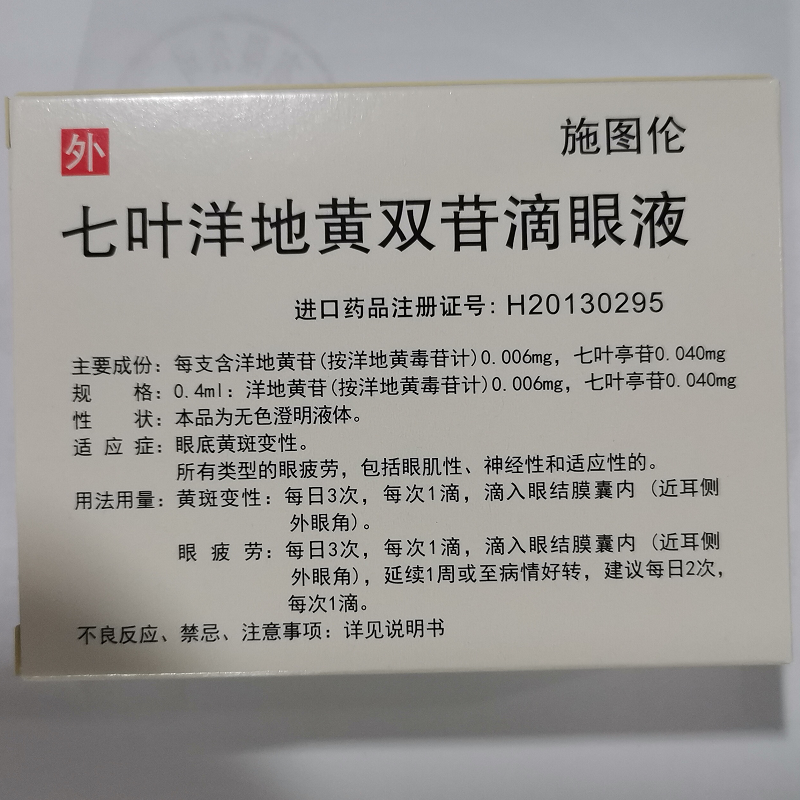 外
施图伦
七叶洋地黄双苷滴眼液
进口药品注册证号：H20130295
主要成份：每支含洋地黄苷(按洋地黄毒苷计)0.006mg，七叶亭苷0.040mg
规　　格：0.4ml：洋地黄苷(按洋地黄毒苷计)0.006mg，七叶亭苷0.040mg
性　　状：本品为无色澄明液体。
适 应 症：眼底黄斑变性。
所有类型的眼疲劳，包括眼肌性、神经性和适应性的。
用法用量：黄斑变性：每日3次，每次1滴，滴入眼结膜囊内（近耳侧
外眼角）。
眼 疲 劳：每日3次，每次1滴，滴入眼结膜囊内（近耳侧
外眼角），延续1周或至病情好转，建议每日2次，
每次1滴。
不良反应、禁忌、注意事项：详见说明书